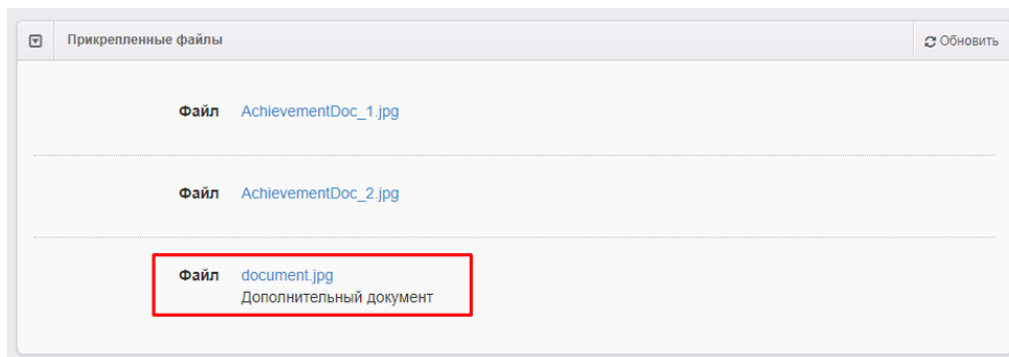 Прикрепленные файлы
Обновить
Файл AchievementDoc_1.jpg
Файл AchievementDoc_2.jpg
Файл document.jpg
Дополнительный документ